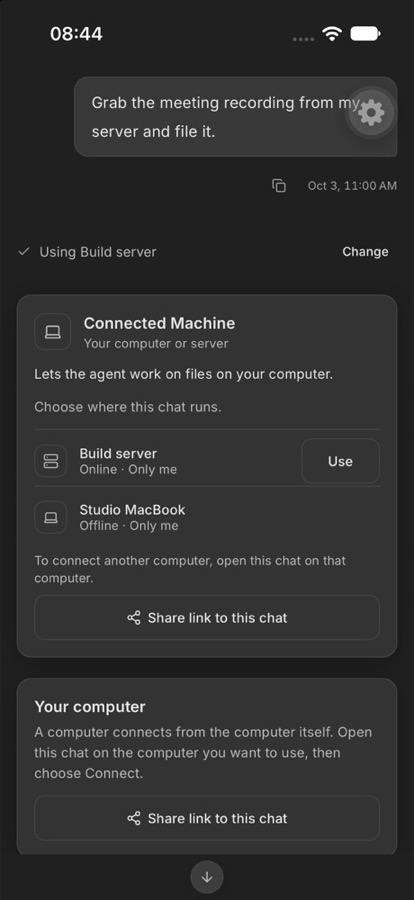 08:44
Grab the meeting recording from my
server and file it.
Oct 3, 11:00 AM
Using Build server
Change
Connected Machine
Your computer or server
Lets the agent work on files on your computer.
Choose where this chat runs.
Build server
Online · Only me
Use
Studio MacBook
Offline · Only me
To connect another computer, open this chat on that
computer.
Share link to this chat
Your computer
A computer connects from the computer itself. Open
this chat on the computer you want to use, then
choose Connect.
Share link to this chat